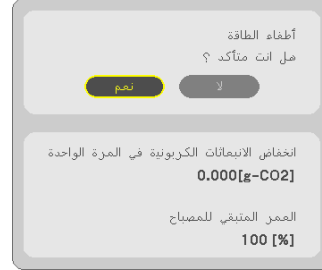 أطفاء الطاقة
هل انت متأكد ؟
لا نعم
انخفاض الانبعاثات الكربونية في المرة الواحدة
0.000[g-CO2]
العمر المتبقي للمصباح
100 [%]